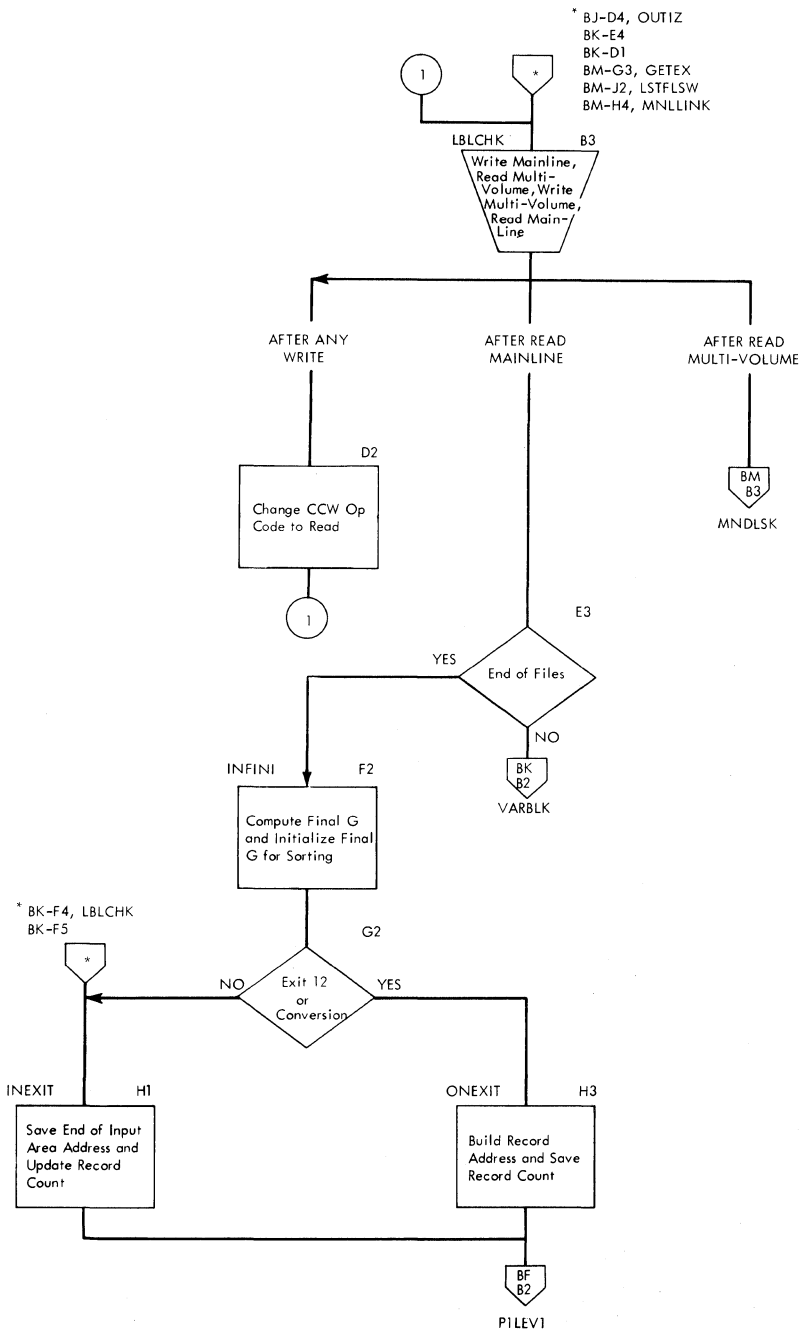 * BJ-D4, OUTIZ
BK-E4
BK-D1
BM-G3, GETEX
BM-J2, LSTFLSW
BM-H4, MNLLINK
1
*
LBLCHK B3
Write Mainline,
Read Multi-
Volume, Write
Multi-Volume,
Read Main-
Line
AFTER ANY
WRITE
AFTER READ
MAINLINE
AFTER READ
MULTI-VOLUME
D2
Change CCW Op
Code to Read
BM
B3
MNDLSK
1
E3
YES
End of Files
NO
BK
B2
VARBLK
INFINI F2
Compute Final G
and Initialize Final
G for Sorting
* BK-F4, LBLCHK
BK-F5
*
G2
NO
Exit 12
or
Conversion
YES
INEXIT H1
Save End of Input
Area Address and
Update Record
Count
ONEXIT H3
Build Record
Address and Save
Record Count
BF
B2
P1LEV1